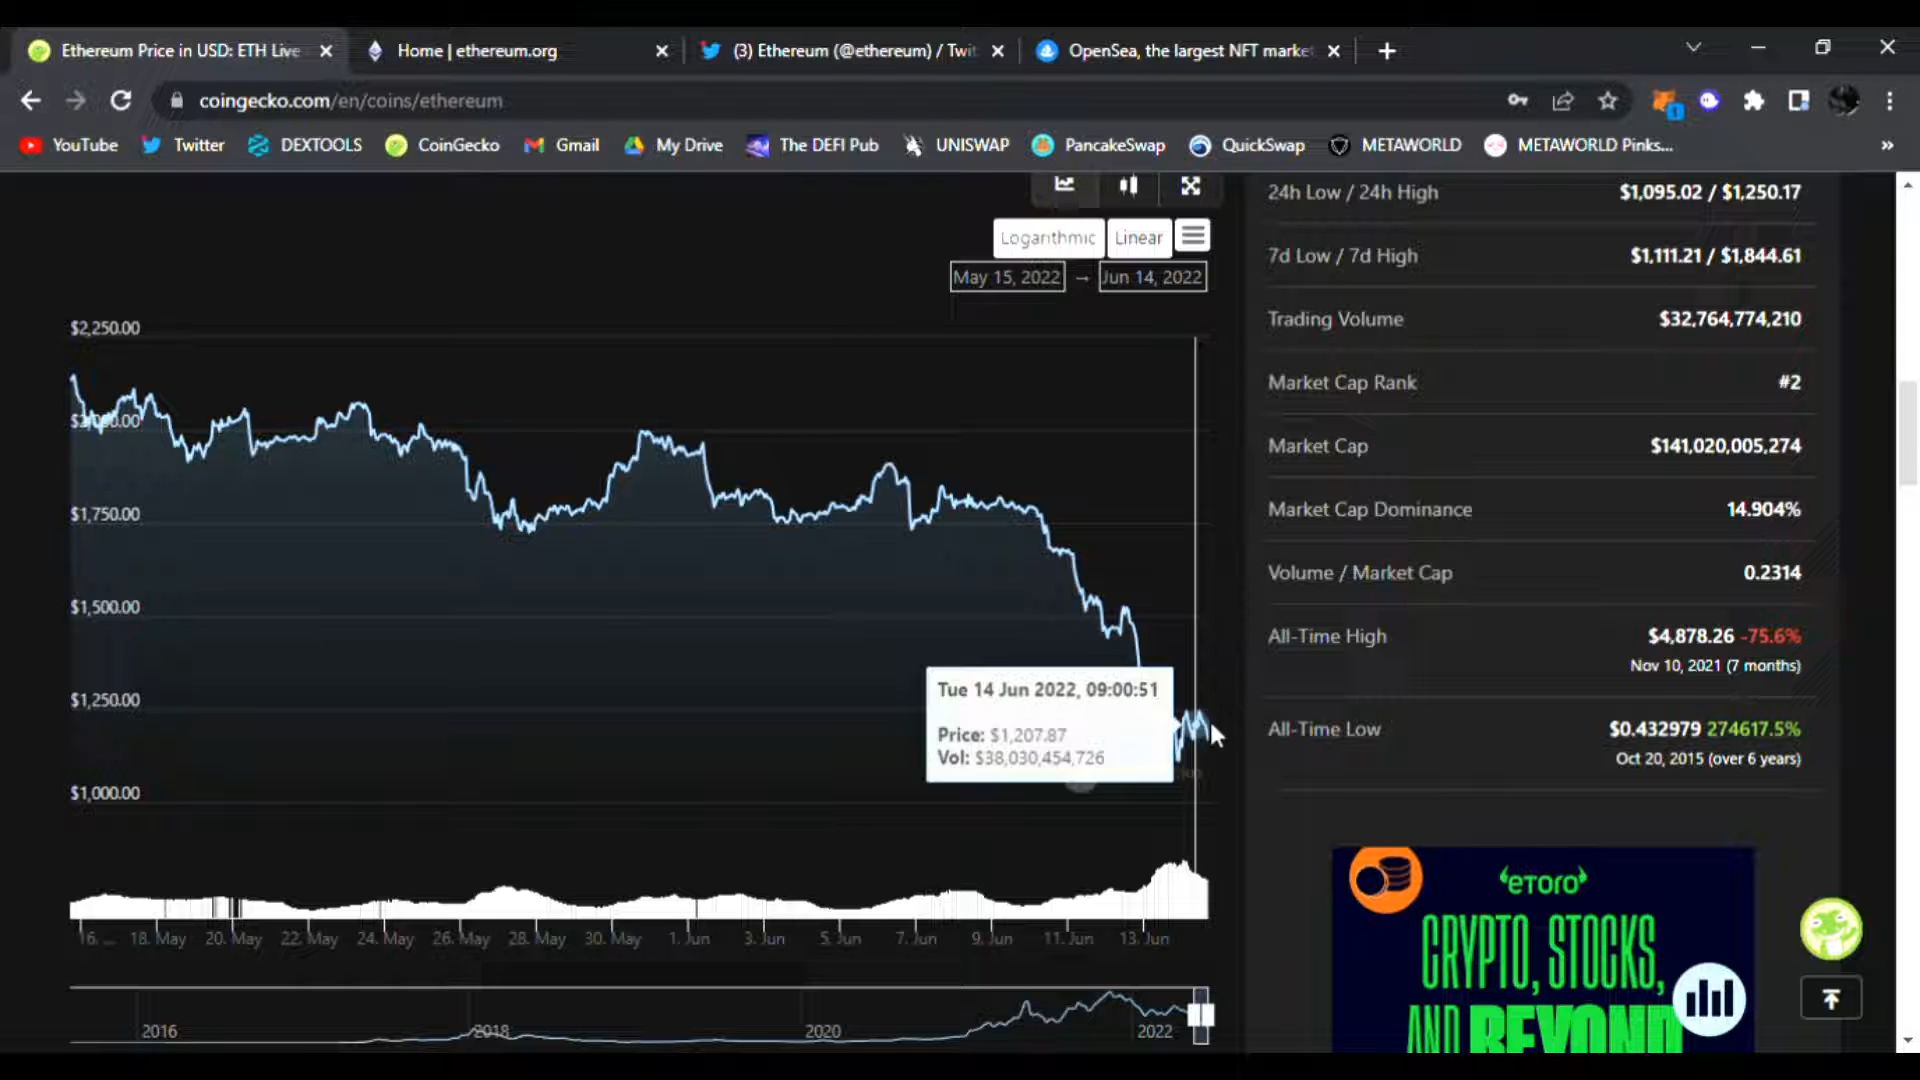 Ethereum Price in USD: ETH Live
Home | ethereum.org
(3) Ethereum (@ethereum) / Twit
OpenSea, the largest NFT marke
coingecko.com/en/coins/ethereum
YouTube
Twitter
DEXTOOLS
CoinGecko
Gmail
My Drive
The DEFI Pub
UNISWAP
PancakeSwap
QuickSwap
METAWORLD
METAWORLD Pinks...
Logarithmic
Linear
May 15, 2022 → Jun 14, 2022
$2,250.00
$2,000.00
$1,750.00
$1,500.00
$1,250.00
$1,000.00
Tue 14 Jun 2022, 09:00:51
Price: $1,207.87
Vol: $38,030,454,726
16. ...
18. May
20. May
22. May
24. May
26. May
28. May
30. May
1. Jun
3. Jun
5. Jun
7. Jun
9. Jun
11. Jun
13. Jun
2016
2018
2020
2022
24h Low / 24h High
$1,095.02 / $1,250.17
7d Low / 7d High
$1,111.21 / $1,844.61
Trading Volume
$32,764,774,210
Market Cap Rank
#2
Market Cap
$141,020,005,274
Market Cap Dominance
14.904%
Volume / Market Cap
0.2314
All-Time High
$4,878.26 -75.6%
Nov 10, 2021 (7 months)
All-Time Low
$0.432979 274617.5%
Oct 20, 2015 (over 6 years)
eToro
CRYPTO, STOCKS,
AND BEYOND